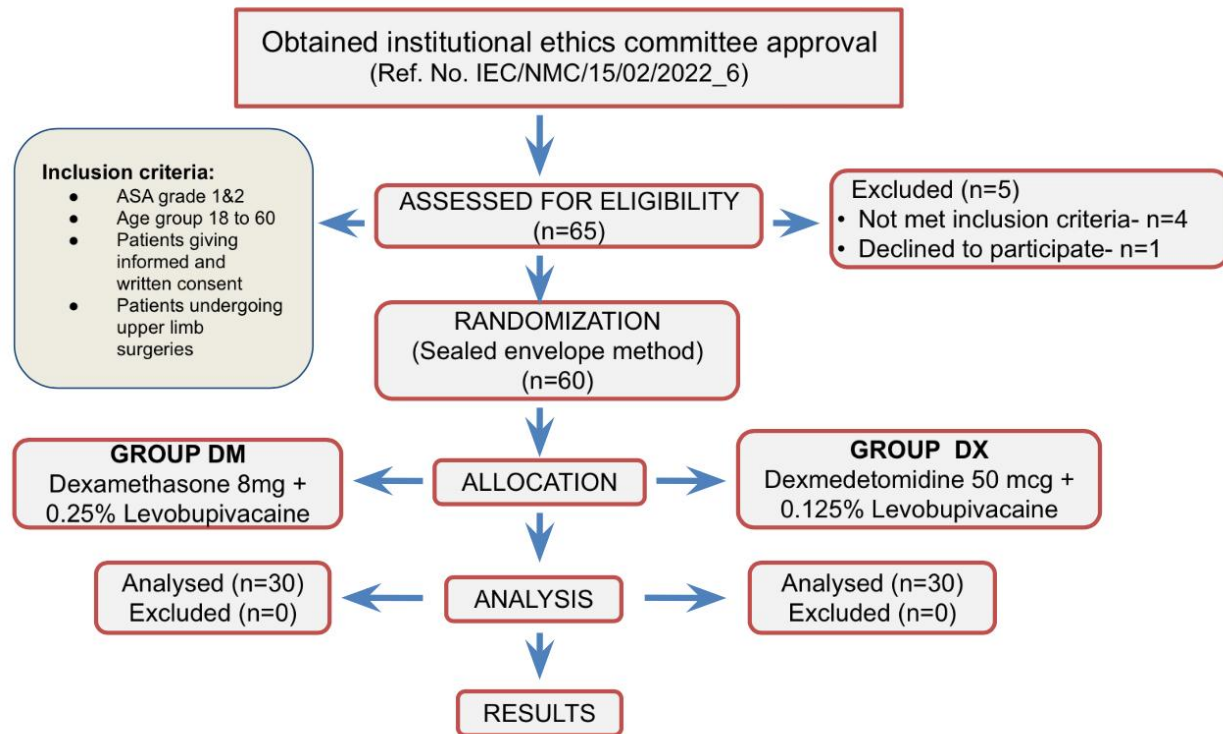 Obtained institutional ethics committee approval
(Ref. No. IEC/NMC/15/02/2022_6)
Inclusion criteria:
● ASA grade 1&2
● Age group 18 to 60
● Patients giving
informed and
written consent
● Patients undergoing
upper limb
surgeries
ASSESSED FOR ELIGIBILITY
(n=65)
Excluded (n=5)
• Not met inclusion criteria- n=4
• Declined to participate- n=1
RANDOMIZATION
(Sealed envelope method)
(n=60)
GROUP DM
Dexamethasone 8mg +
0.25% Levobupivacaine
ALLOCATION
GROUP DX
Dexmedetomidine 50 mcg +
0.125% Levobupivacaine
Analysed (n=30)
Excluded (n=0)
ANALYSIS
Analysed (n=30)
Excluded (n=0)
RESULTS